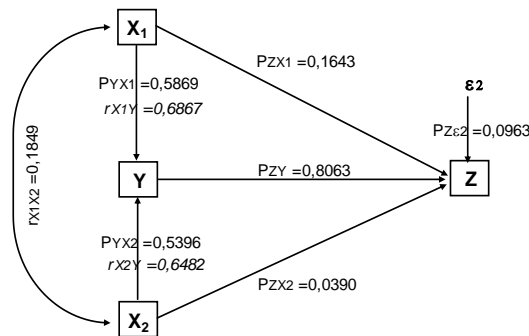 X1
PZX1=0,1643
PYX1=0,5869
rX1Y=0,6867
ε2
PZε2=0,0963
rX1X2=0,1849
Y
PZY=0,8063
Z
PYX2=0,5396
rX2Y=0,6482
PZX2=0,0390
X2